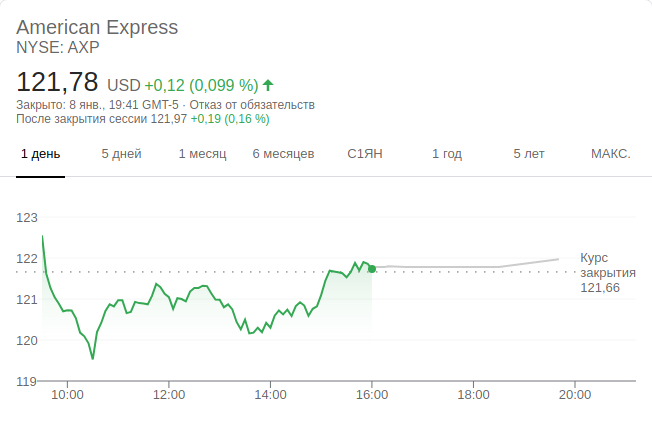 American Express
NYSE: AXP
121,78 USD +0,12 (0,099 %)
Закрыто: 8 янв., 19:41 GMT-5 · Отказ от обязательств
После закрытия сессии 121,97 +0,19 (0,16 %)
1 день 5 дней 1 месяц 6 месяцев С1ЯН 1 год 5 лет МАКС.
123
122
121
120
119
Курс
закрытия
121,66
10:00 12:00 14:00 16:00 18:00 20:00